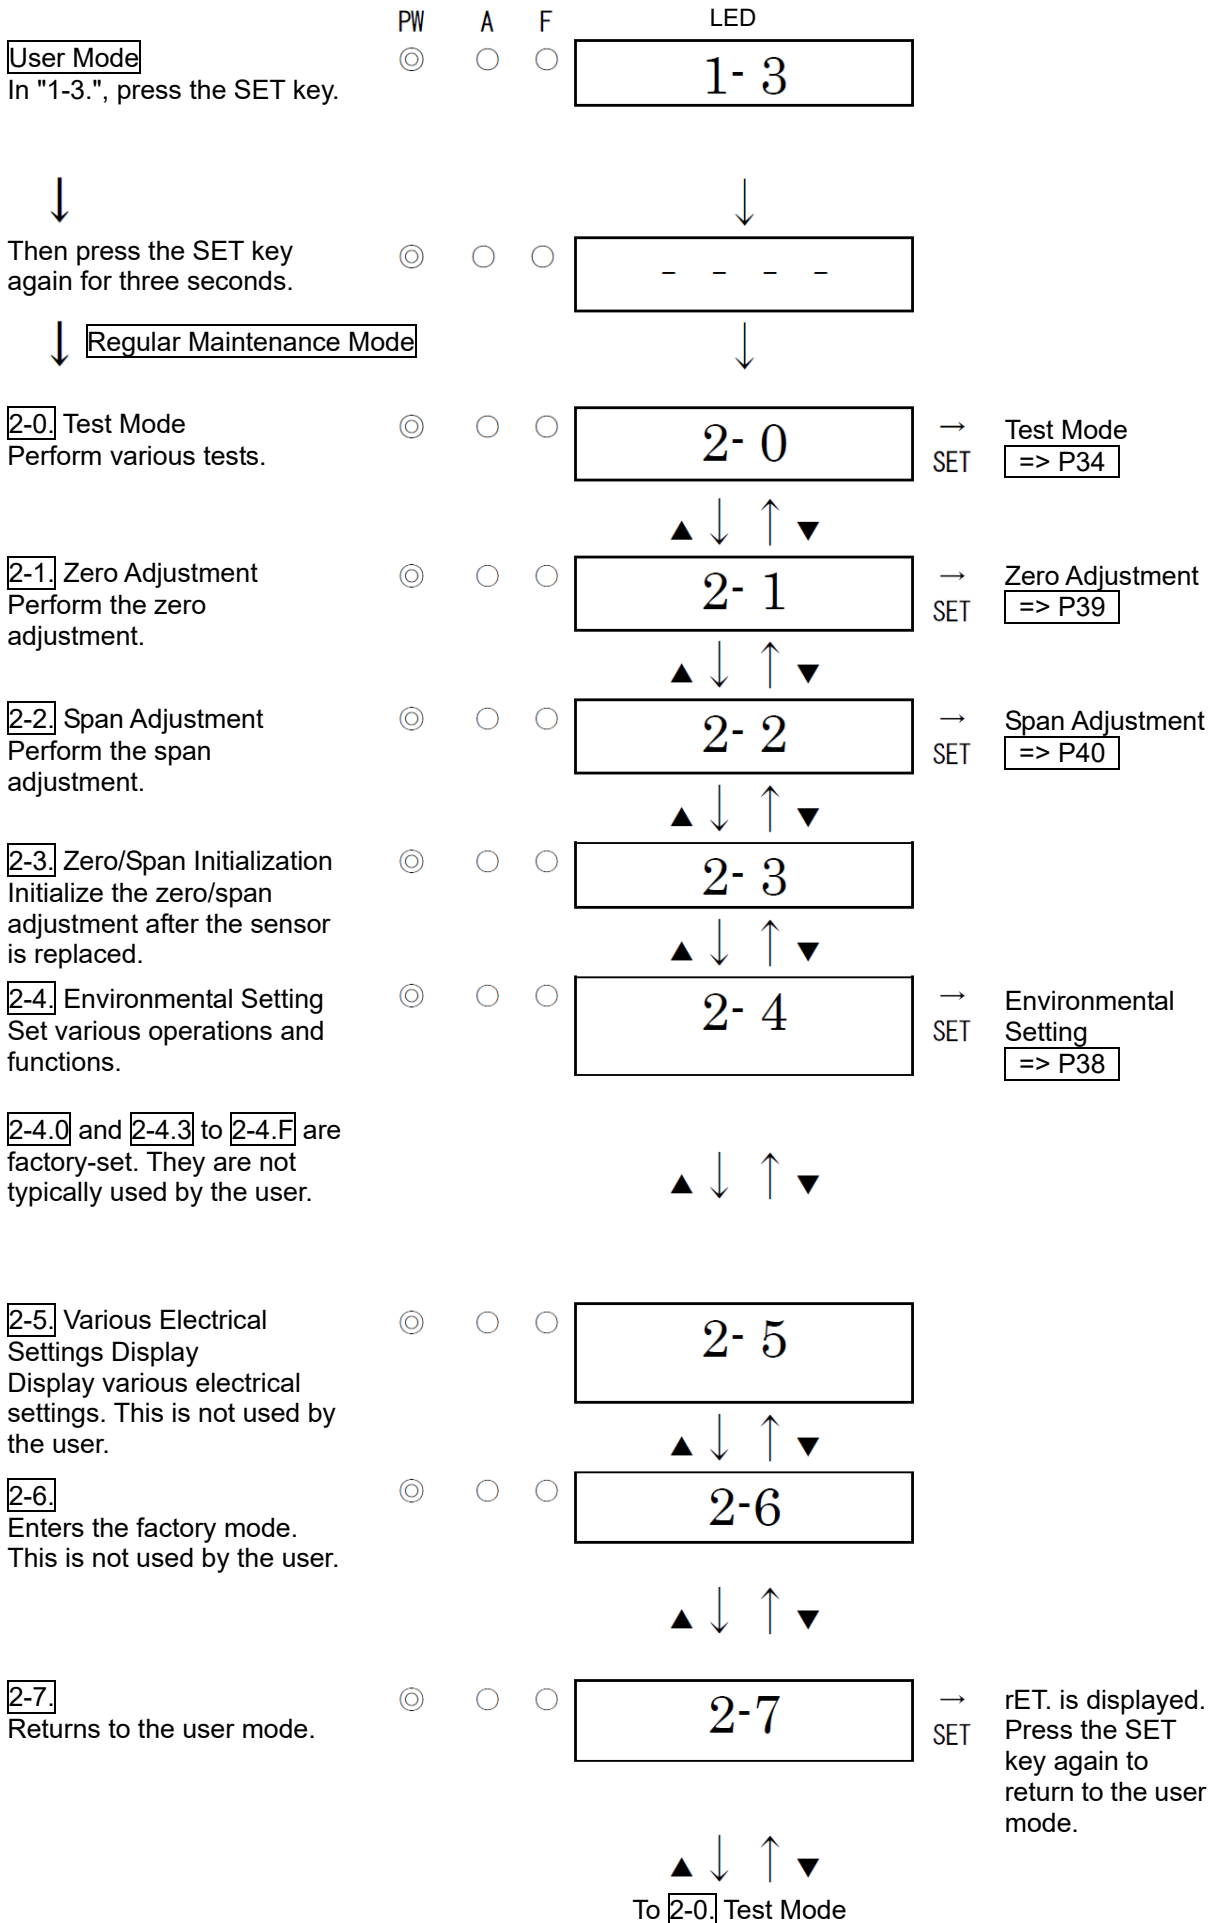 PW A F LED
User Mode
In "1-3.", press the SET key.
◎ ○ ○ 1- 3
↓ ↓
Then press the SET key
again for three seconds.
◎ ○ ○ - - - -
↓ Regular Maintenance Mode ↓
2-0. Test Mode
Perform various tests.
◎ ○ ○ 2- 0 → SET
Test Mode
=> P34
▲ ↓ ↑ ▼
2-1. Zero Adjustment
Perform the zero
adjustment.
◎ ○ ○ 2- 1 → SET
Zero Adjustment
=> P39
▲ ↓ ↑ ▼
2-2. Span Adjustment
Perform the span
adjustment.
◎ ○ ○ 2- 2 → SET
Span Adjustment
=> P40
▲ ↓ ↑ ▼
2-3. Zero/Span Initialization
Initialize the zero/span
adjustment after the sensor
is replaced.
◎ ○ ○ 2- 3
▲ ↓ ↑ ▼
2-4. Environmental Setting
Set various operations and
functions.
◎ ○ ○ 2- 4 → SET
Environmental
Setting
=> P38
2-4.0 and 2-4.3 to 2-4.F are
factory-set. They are not
typically used by the user.
▲ ↓ ↑ ▼
2-5. Various Electrical
Settings Display
Display various electrical
settings. This is not used by
the user.
◎ ○ ○ 2- 5
▲ ↓ ↑ ▼
2-6.
Enters the factory mode.
This is not used by the user.
◎ ○ ○ 2-6
▲ ↓ ↑ ▼
2-7.
Returns to the user mode.
◎ ○ ○ 2-7 → SET
rET. is displayed.
Press the SET
key again to
return to the user
mode.
▲ ↓ ↑ ▼
To 2-0. Test Mode